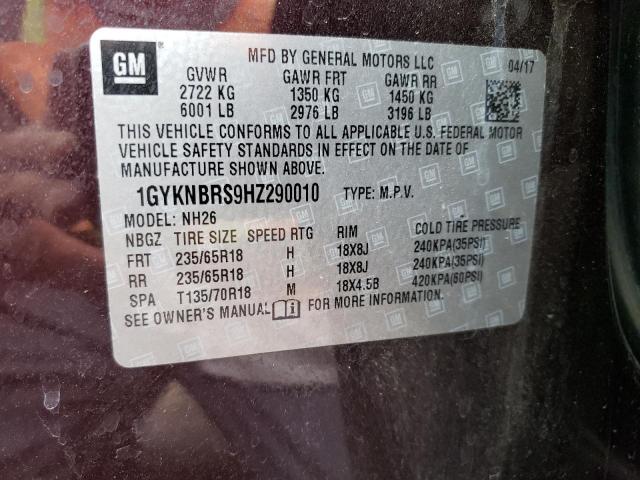 GM
MFD BY GENERAL MOTORS LLC 04/17
GVWR GAWR FRT GAWR RR
2722 KG 1350 KG 1450 KG
6001 LB 2976 LB 3196 LB
THIS VEHICLE CONFORMS TO ALL APPLICABLE U.S. FEDERAL MOTOR
VEHICLE SAFETY STANDARDS IN EFFECT ON THE DATE OF
MANUFACTURE SHOWN ABOVE.
1GYKNBRS9HZ290010 TYPE: M.P.V.
MODEL: NH26
NBGZ TIRE SIZE SPEED RTG RIM COLD TIRE PRESSURE
FRT 235/65R18 H 18X8J 240KPA(35PSI)
RR 235/65R18 H 18X8J 240KPA(35PSI)
SPA T135/70R18 M 18X4.5B 420KPA(60PSI)
SEE OWNER'S MANUAL FOR MORE INFORMATION.